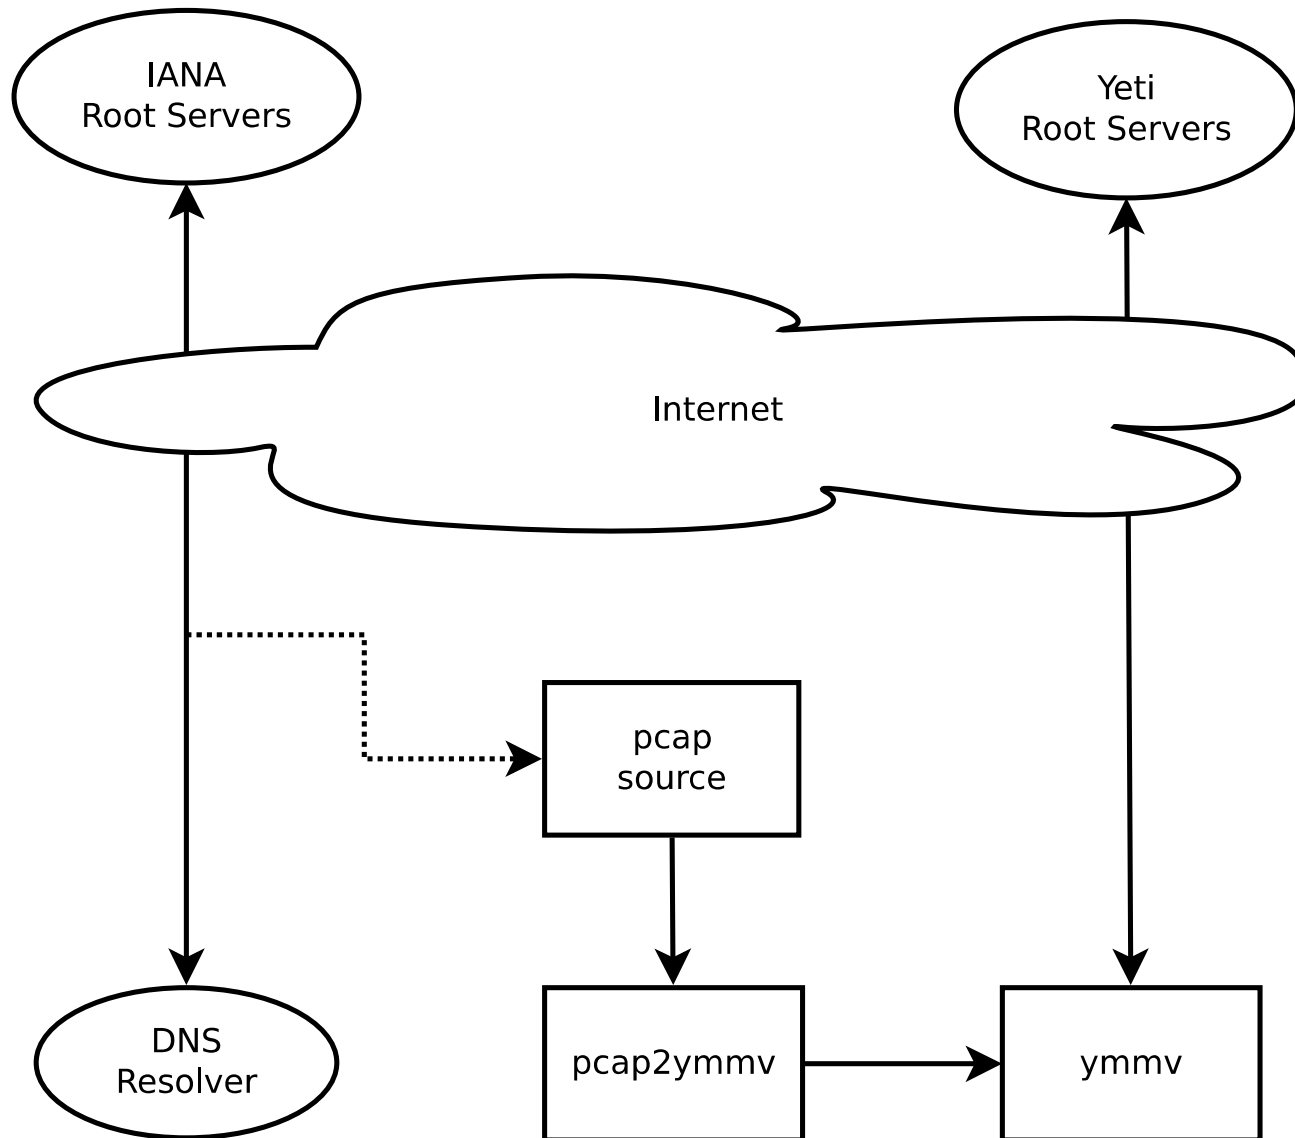 IANA
Root Servers
Yeti
Root Servers
Internet
pcap
source
DNS
Resolver
pcap2ymmv
ymmv